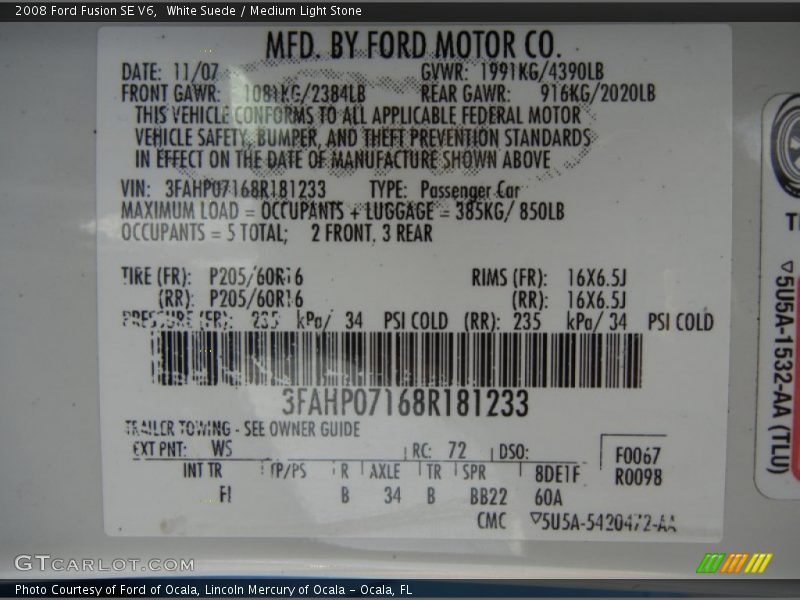 2008 Ford Fusion SE V6,  White Suede / Medium Light Stone
MFD. BY FORD MOTOR CO.
DATE: 11/07 GVWR: 1991KG/4390LB
FRONT GAWR: 1081KG/2384LB REAR GAWR: 916KG/2020LB
THIS VEHICLE CONFORMS TO ALL APPLICABLE FEDERAL MOTOR
VEHICLE SAFETY, BUMPER, AND THEFT PREVENTION STANDARDS
IN EFFECT ON THE DATE OF MANUFACTURE SHOWN ABOVE
VIN: 3FAHP07168R181233 TYPE: Passenger Car
MAXIMUM LOAD = OCCUPANTS + LUGGAGE = 385KG/ 850LB
OCCUPANTS = 5 TOTAL; 2 FRONT, 3 REAR
TIRE (FR): P205/60R16 RIMS (FR): 16X6.5J
(RR): P205/60R16 (RR): 16X6.5J
PRESSURE (FR): 235 kPa/ 34 PSI COLD (RR): 235 kPa/ 34 PSI COLD
3FAHP07168R181233
TRAILER TOWING - SEE OWNER GUIDE
EXT PNT: WS RC: 72 DSO: F0067
INT TR TP/PS R AXLE TR SPR 8DE1F R0098
FI B 34 B BB22 60A
CMC ▽5U5A-5420472-AA
▽5U5A-1532-AA (TLU)
GTCARLOT.COM
Photo Courtesy of Ford of Ocala, Lincoln Mercury of Ocala – Ocala, FL